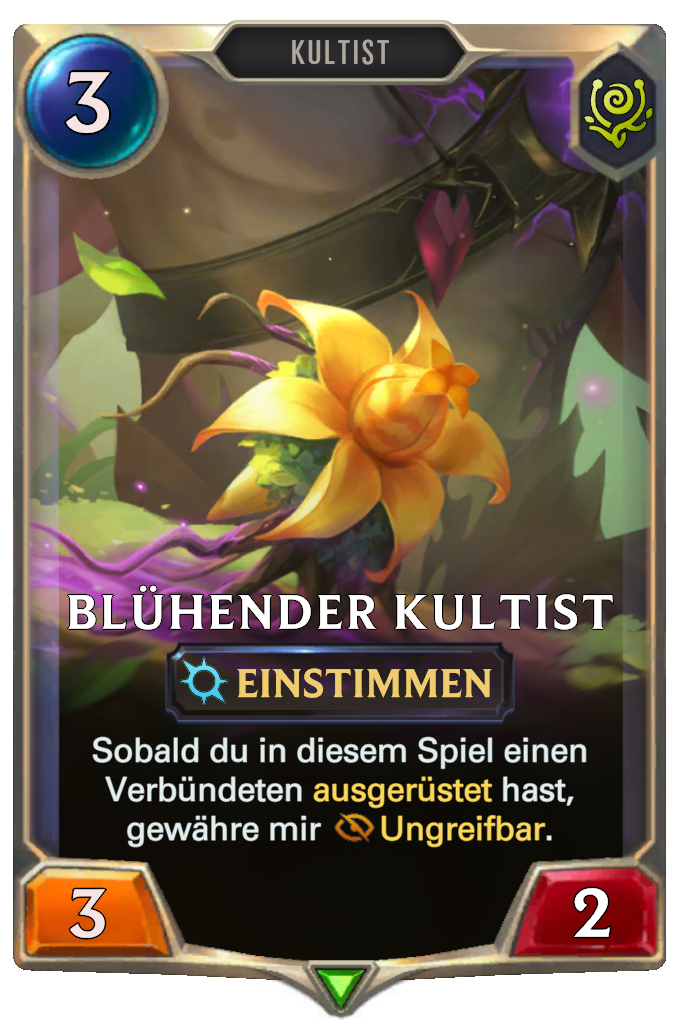 KULTIST
3
BLÜHENDER KULTIST
EINSTIMMEN
Sobald du in diesem Spiel einen
Verbündeten ausgerüstet hast,
gewähre mir Ungreifbar.
3
2